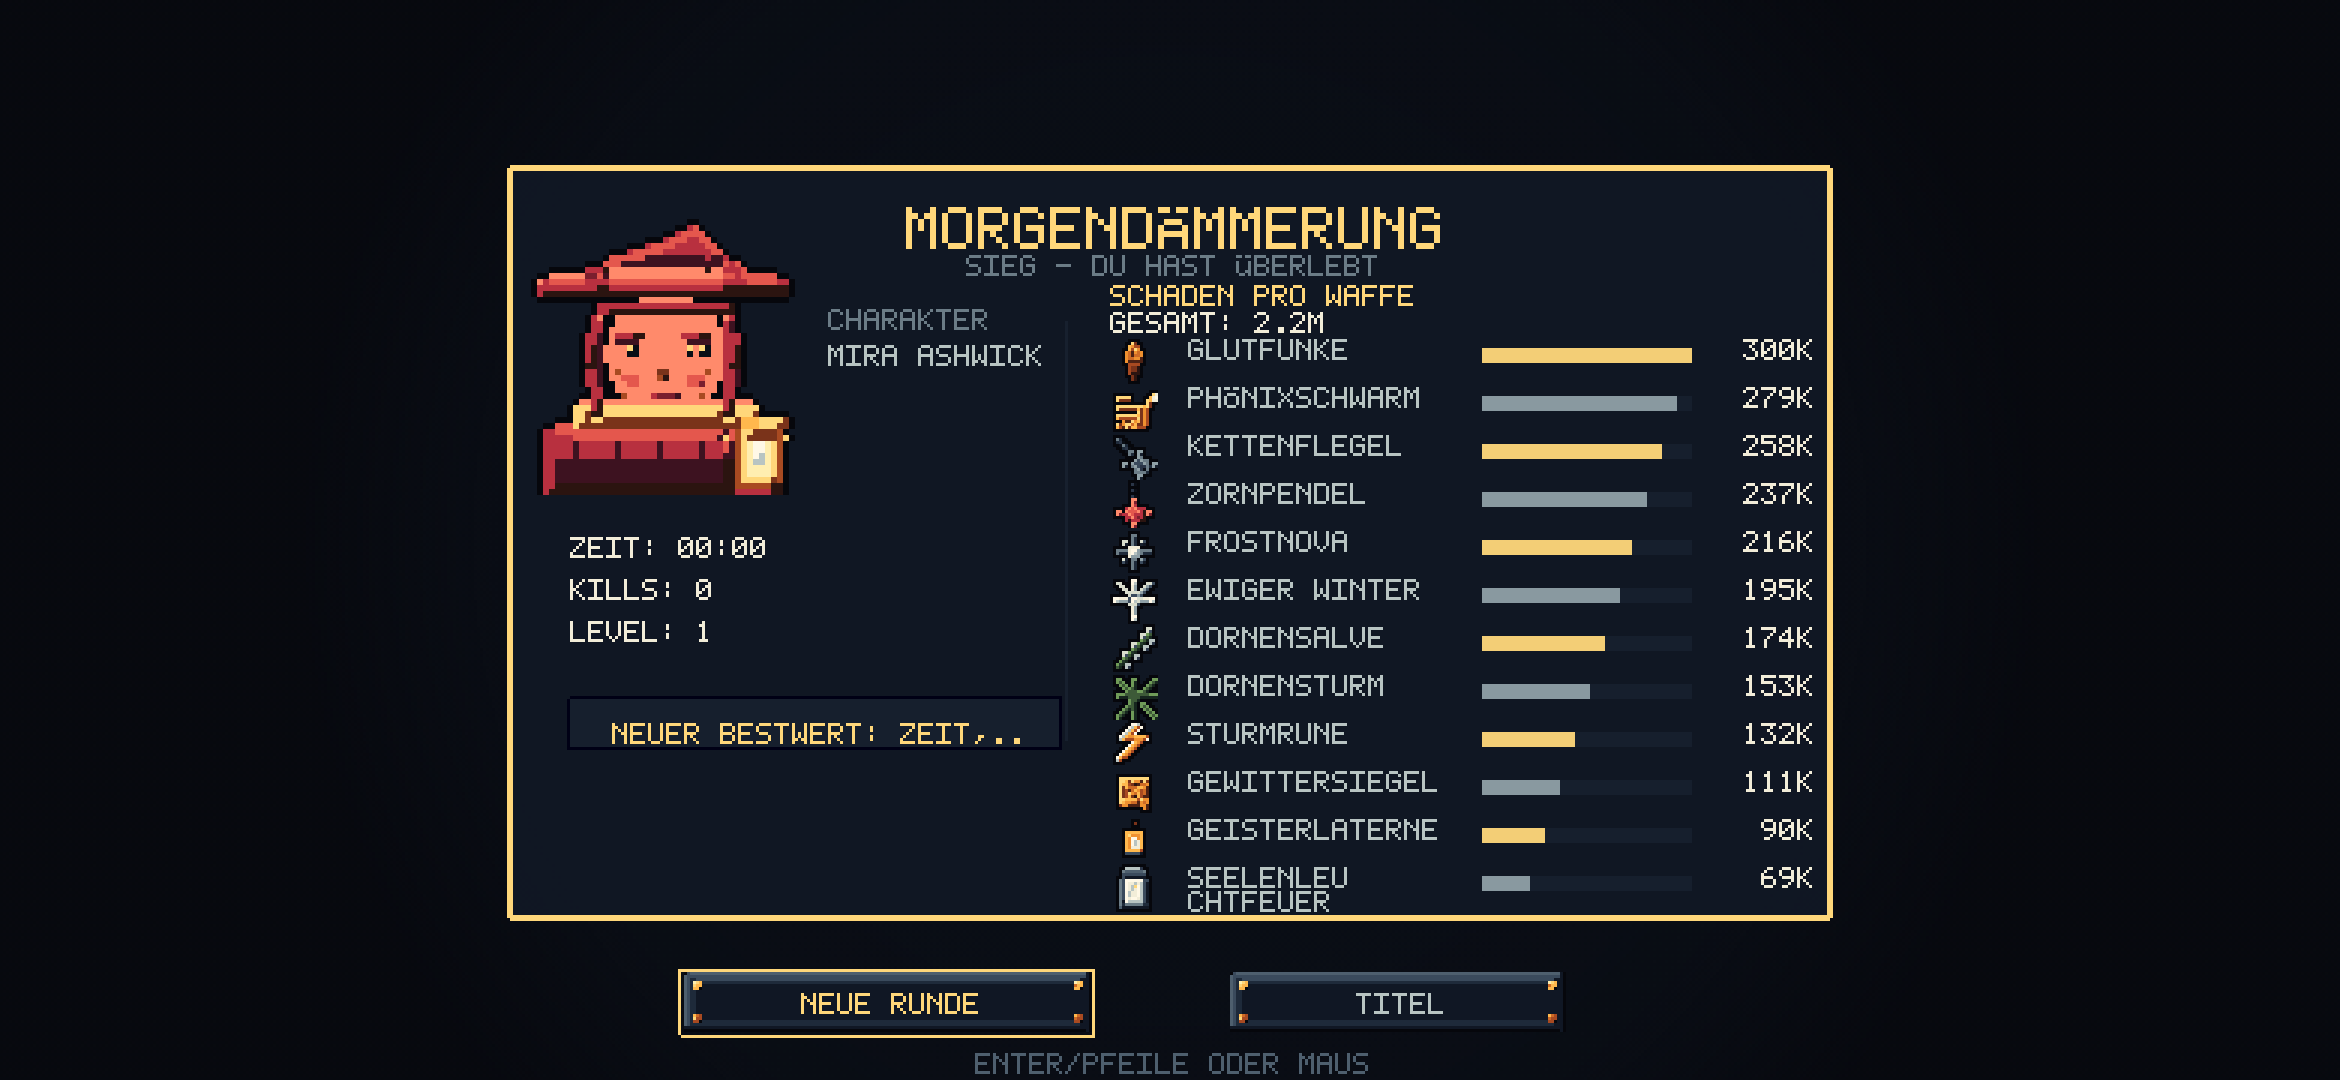 MORGENDÄMMERUNG
SIEG - DU HAST ÜBERLEBT
CHARAKTER
MIRA ASHWICK
ZEIT: 00:00
KILLS: 0
LEVEL: 1
NEUER BESTWERT: ZEIT,..
SCHADEN PRO WAFFE
GESAMT: 2.2M
GLUTFUNKE 300K
PHÖNIXSCHWARM 279K
KETTENFLEGEL 258K
ZORNPENDEL 237K
FROSTNOVA 216K
EWIGER WINTER 195K
DORNENSALVE 174K
DORNENSTURM 153K
STURMRUNE 132K
GEWITTERSIEGEL 111K
GEISTERLATERNE 90K
SEELENLEU 69K
CHTFEUER
NEUE RUNDE
TITEL
ENTER/PFEILE ODER MAUS